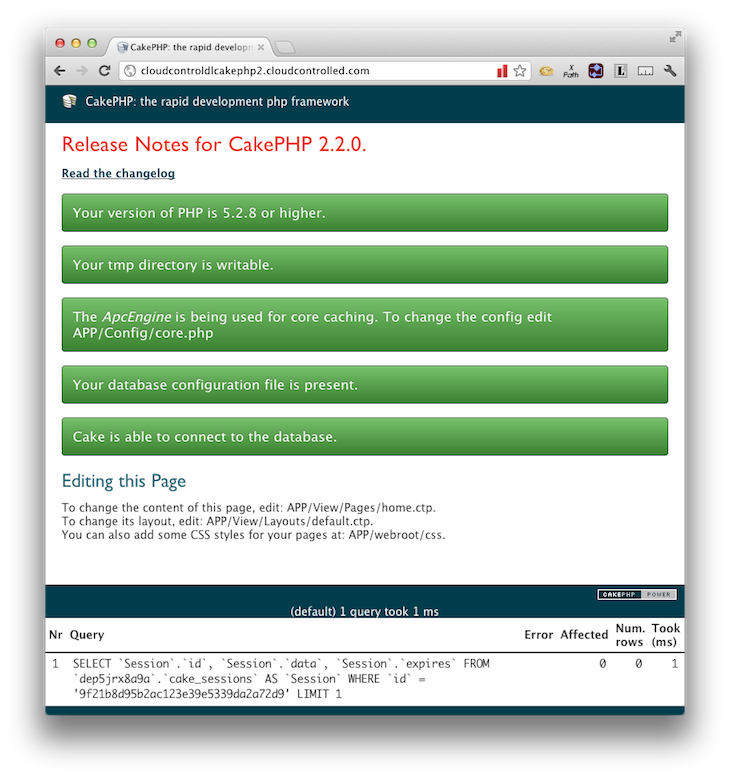 CakePHP: the rapid developm
cloudcontroldlcakephp2.cloudcontrolled.com
X
Path
L
CakePHP: the rapid development php framework
Release Notes for CakePHP 2.2.0.
Read the changelog
Your version of PHP is 5.2.8 or higher.
Your tmp directory is writable.
The ApcEngine is being used for core caching. To change the config edit
APP/Config/core.php
Your database configuration file is present.
Cake is able to connect to the database.
Editing this Page
To change the content of this page, edit: APP/View/Pages/home.ctp.
To change its layout, edit: APP/View/Layouts/default.ctp.
You can also add some CSS styles for your pages at: APP/webroot/css.
CAKEPHP POWER
(default) 1 query took 1 ms
Nr Query Error Affected Num. rows Took (ms)
1 SELECT `Session`.`id`, `Session`.`data`, `Session`.`expires` FROM 0 0 1
`dep5jrx8a9a`.`cake_sessions` AS `Session` WHERE `id` =
'9f21b8d95b2ac123e39e5339da2a72d9' LIMIT 1